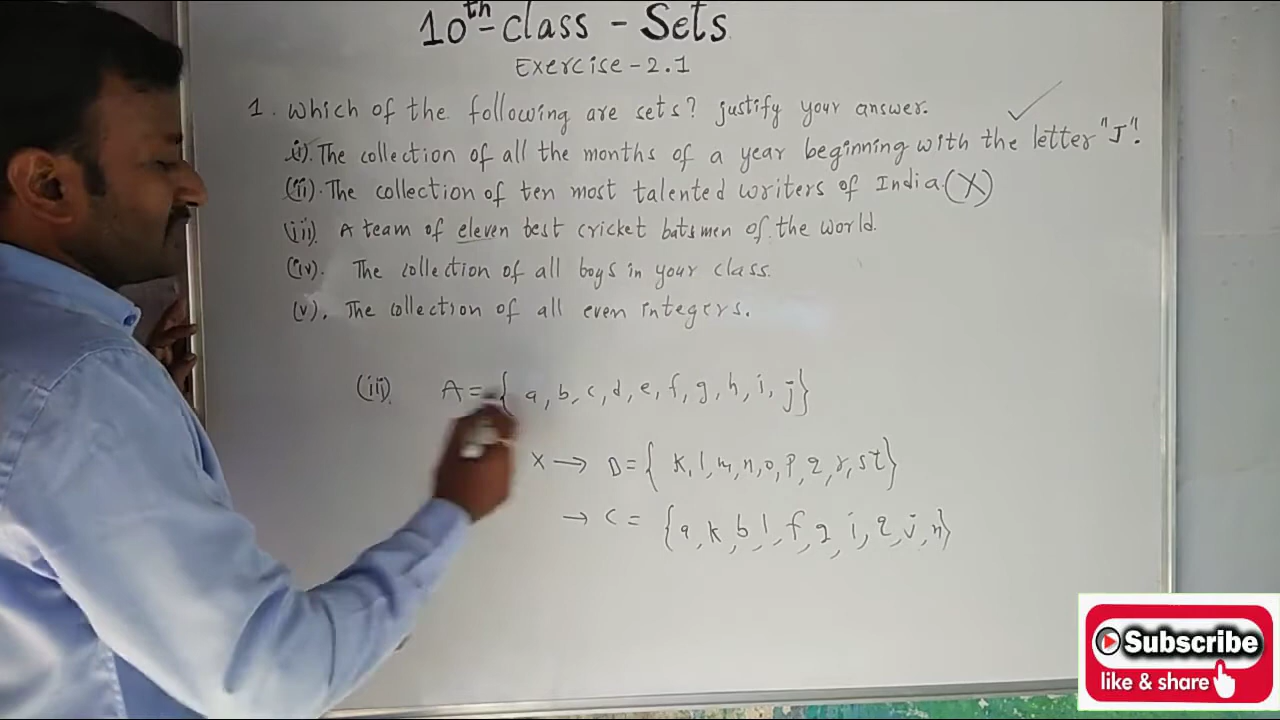 10th-class - Sets
Exercise-2.1
1. Which of the following are sets? justify your answer.
(i). The collection of all the months of a year beginning with the letter "J".
(ii). The collection of ten most talented writers of India. (X)
(iii). A team of eleven best cricket batsmen of the world.
(iv). The collection of all boys in your class.
(v). The collection of all even integers.
(iii). A = { a, b, c, d, e, f, g, h, i, j}
X → D = { k, l, m, n, o, p, q, r, s t}
→ C = {a, k, b, l, f, g, i, q, j, n}
Subscribe
like & share